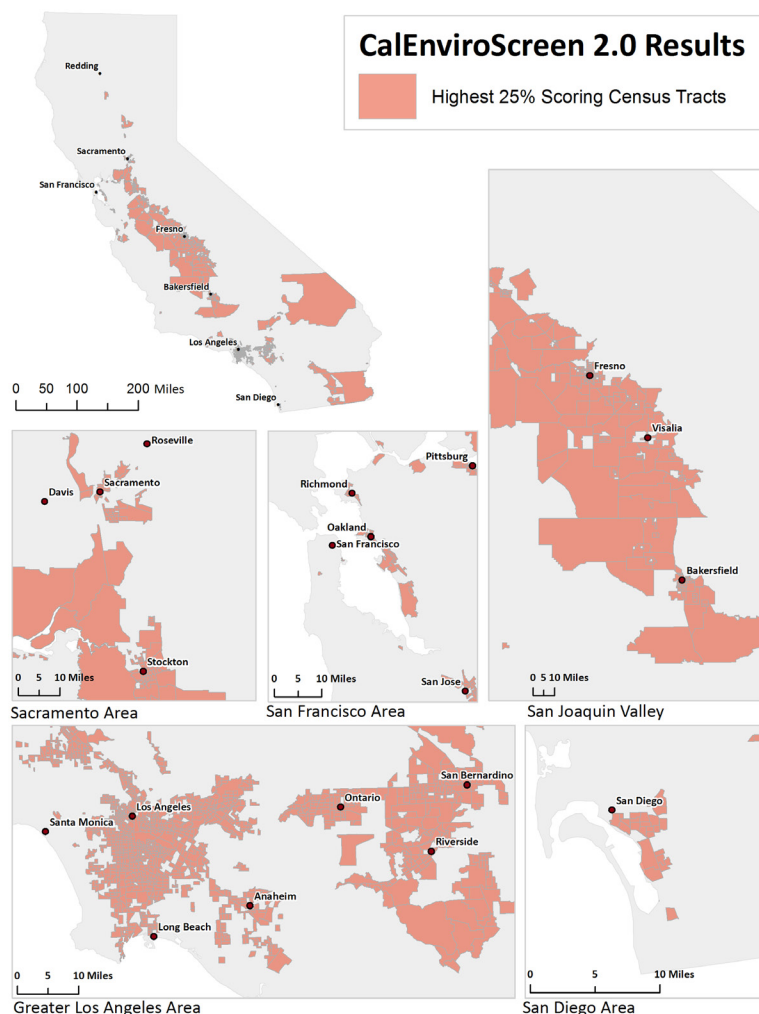 CalEnviroScreen 2.0 Results
Highest 25% Scoring Census Tracts
Redding
Sacramento
San Francisco
Fresno
Bakersfield
Los Angeles
San Diego
0 50 100 200 Miles
Roseville
Sacramento
Davis
Stockton
0 5 10 Miles
Sacramento Area
Pittsburg
Richmond
Oakland
San Francisco
San Jose
0 5 10 Miles
San Francisco Area
Fresno
Visalia
Bakersfield
0 5 10 Miles
San Joaquin Valley
San Bernardino
Ontario
Los Angeles
Santa Monica
Riverside
Anaheim
Long Beach
0 5 10 Miles
Greater Los Angeles Area
San Diego
0 5 10 Miles
San Diego Area